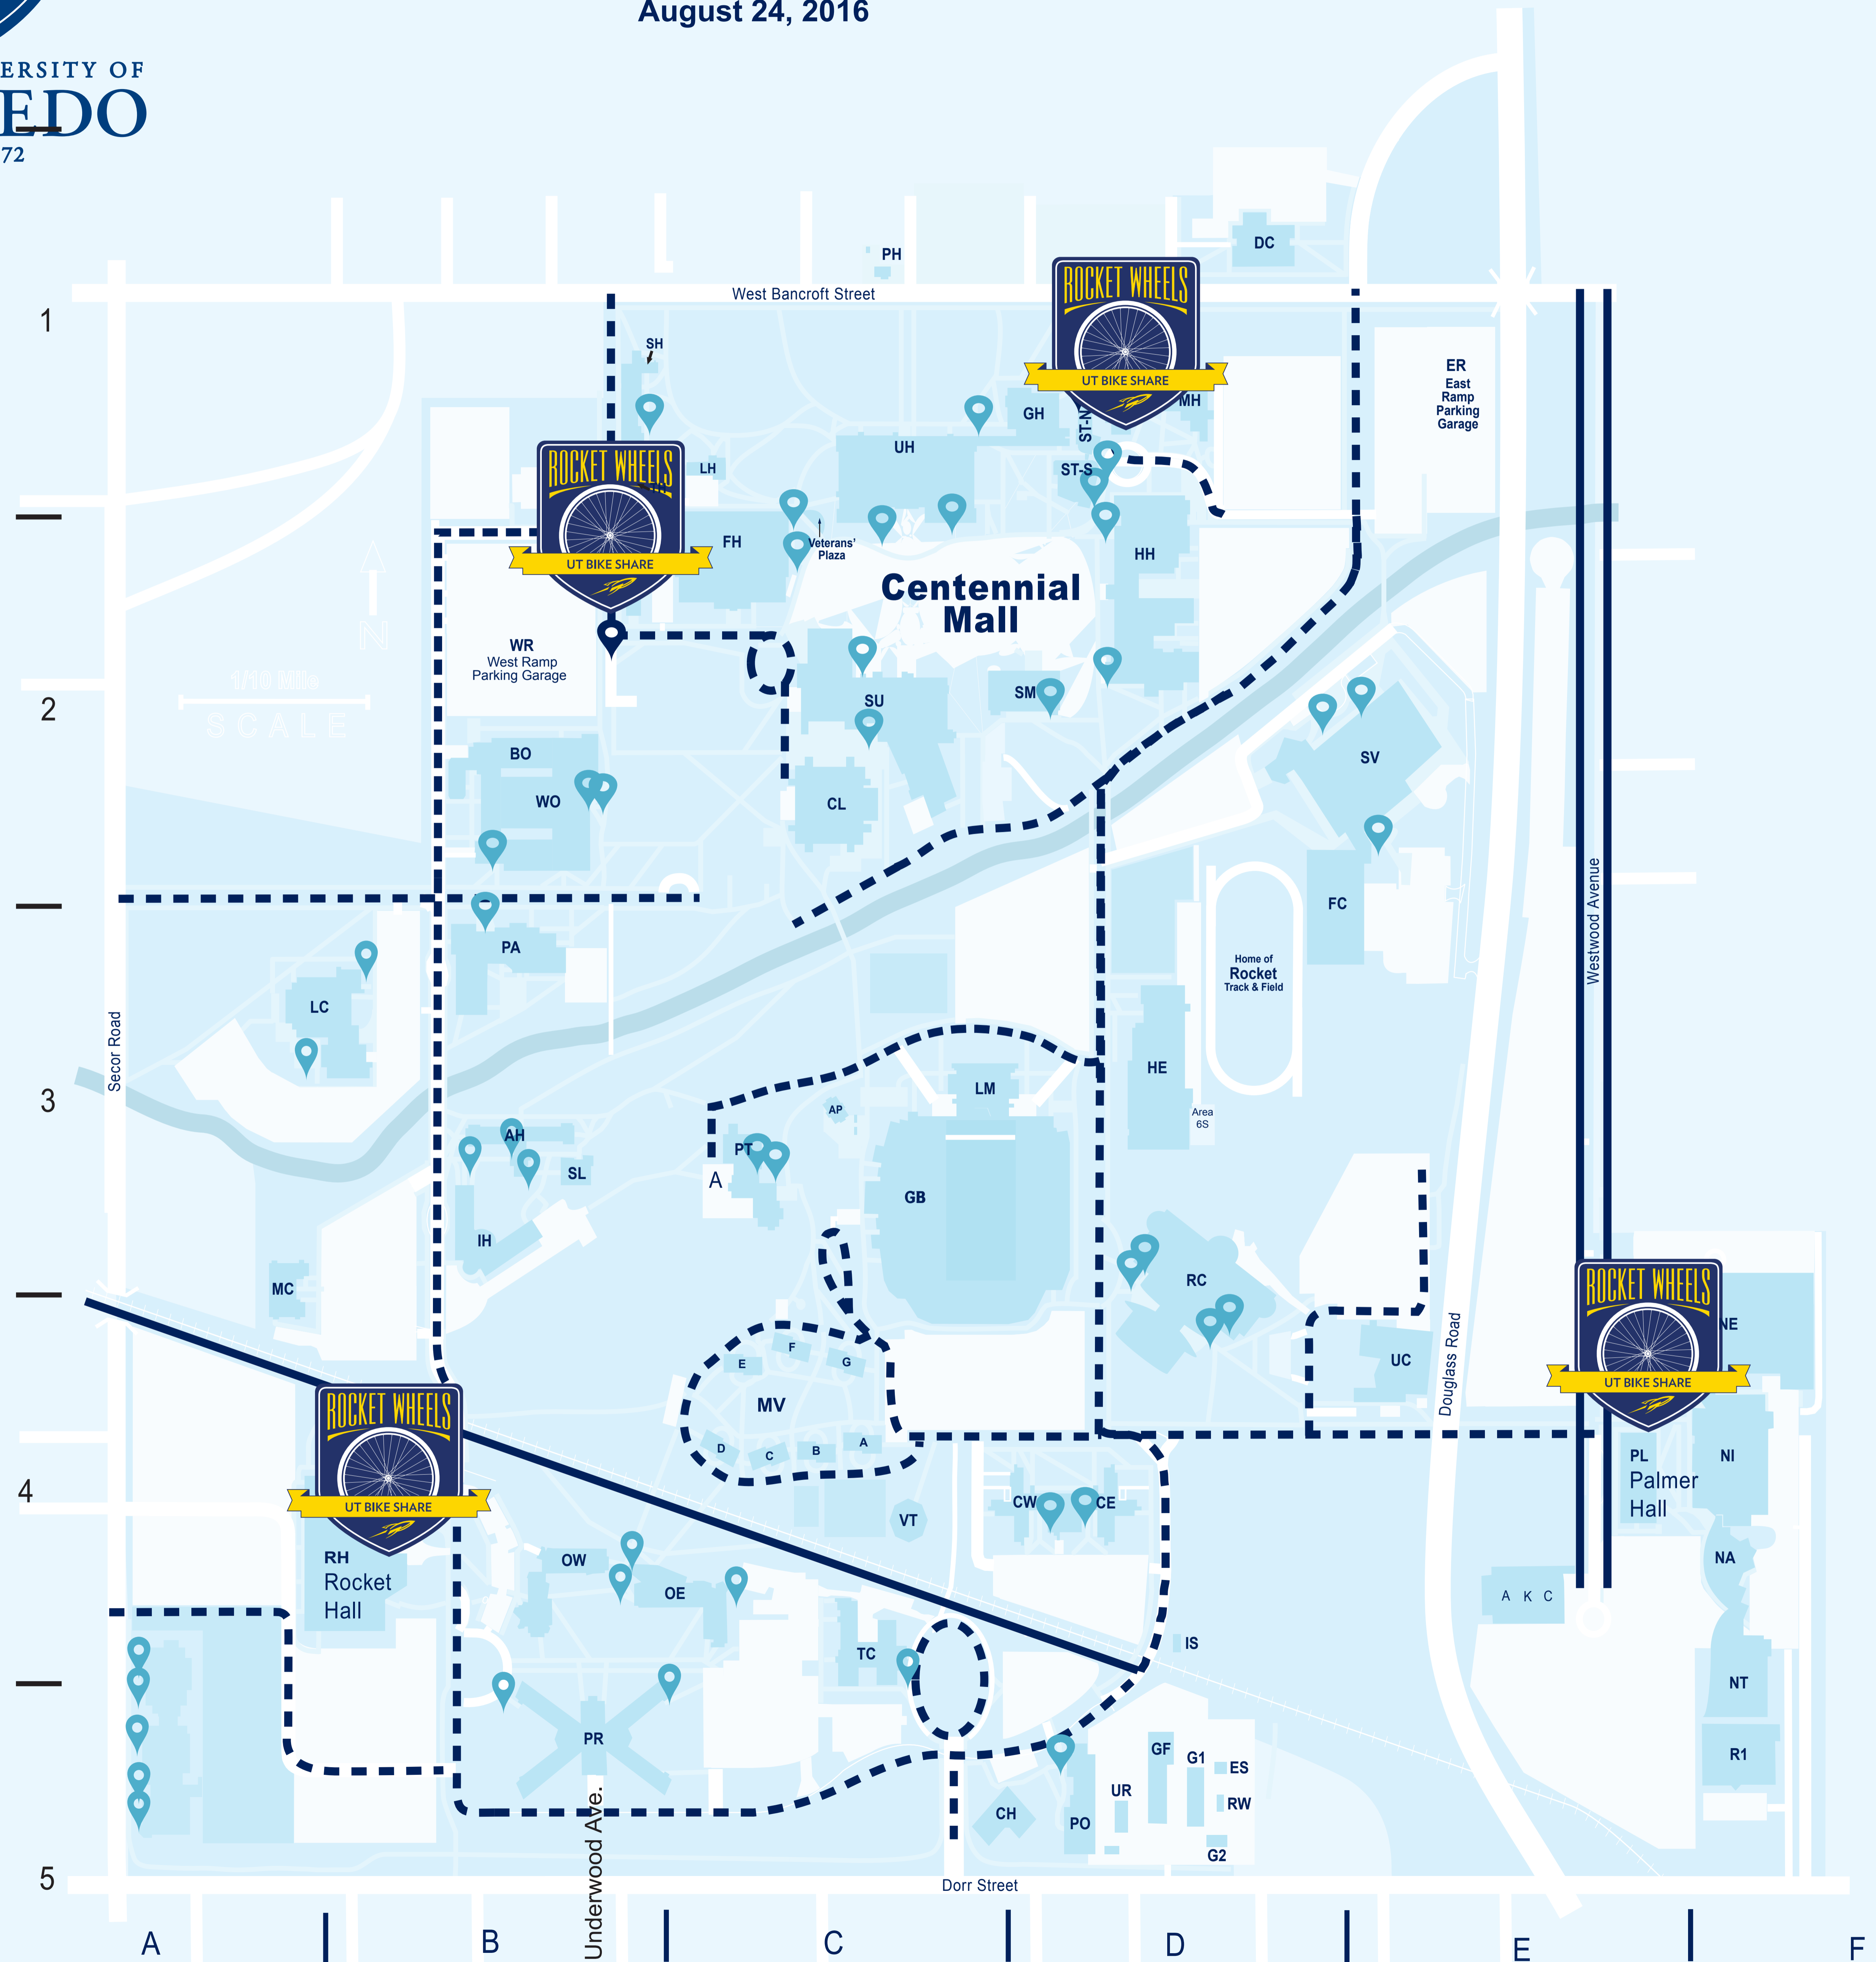 August 24, 2016
ERSITY OF
EDO
72
DC
PH
West Bancroft Street
1
ROCKET WHEELS
UT BIKE SHARE
SH
ER
East
Ramp
Parking
Garage
MH
GH
ST-N
UH
LH
ST-S
ROCKET WHEELS
UT BIKE SHARE
FH
Veterans'
Plaza
HH
Centennial
Mall
N
WR
West Ramp
Parking Garage
1/10 Mile
SCALE
2
SU
SM
SV
BO
WO
CL
FC
PA
Home of
Rocket
Track & Field
Westwood Avenue
LC
Secor Road
HE
LM
3
AP
Area
6S
AH
PT
SL
A
GB
IH
RC
MC
ROCKET WHEELS
UT BIKE SHARE
NE
F
E
G
UC
Douglass Road
MV
ROCKET WHEELS
UT BIKE SHARE
D
C
B
A
PL
Palmer
Hall
NI
4
CW
CE
VT
RH
Rocket
Hall
OW
OE
NA
A K C
IS
TC
NT
PR
GF
G1
ES
R1
UR
RW
CH
PO
G2
Underwood Ave.
5
Dorr Street
A
B
C
D
E
F